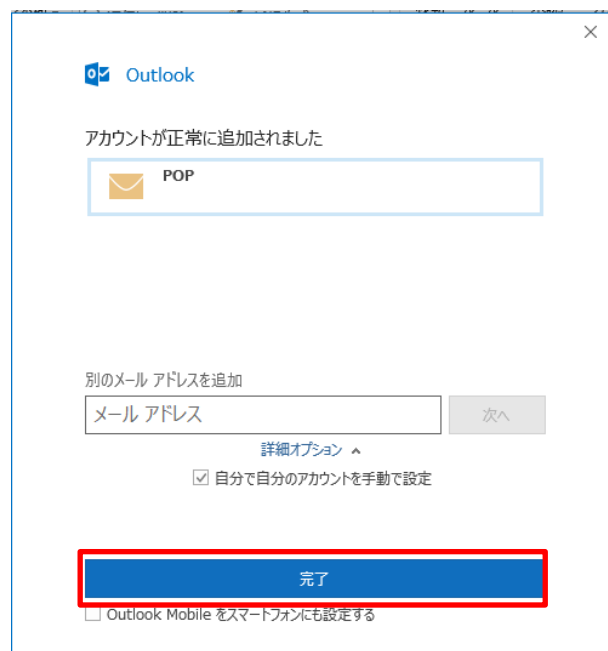 Outlook
アカウントが正常に追加されました
POP
別のメール アドレスを追加
メール アドレス
次へ
詳細オプション
自分で自分のアカウントを手動で設定
完了
Outlook Mobile をスマートフォンにも設定する